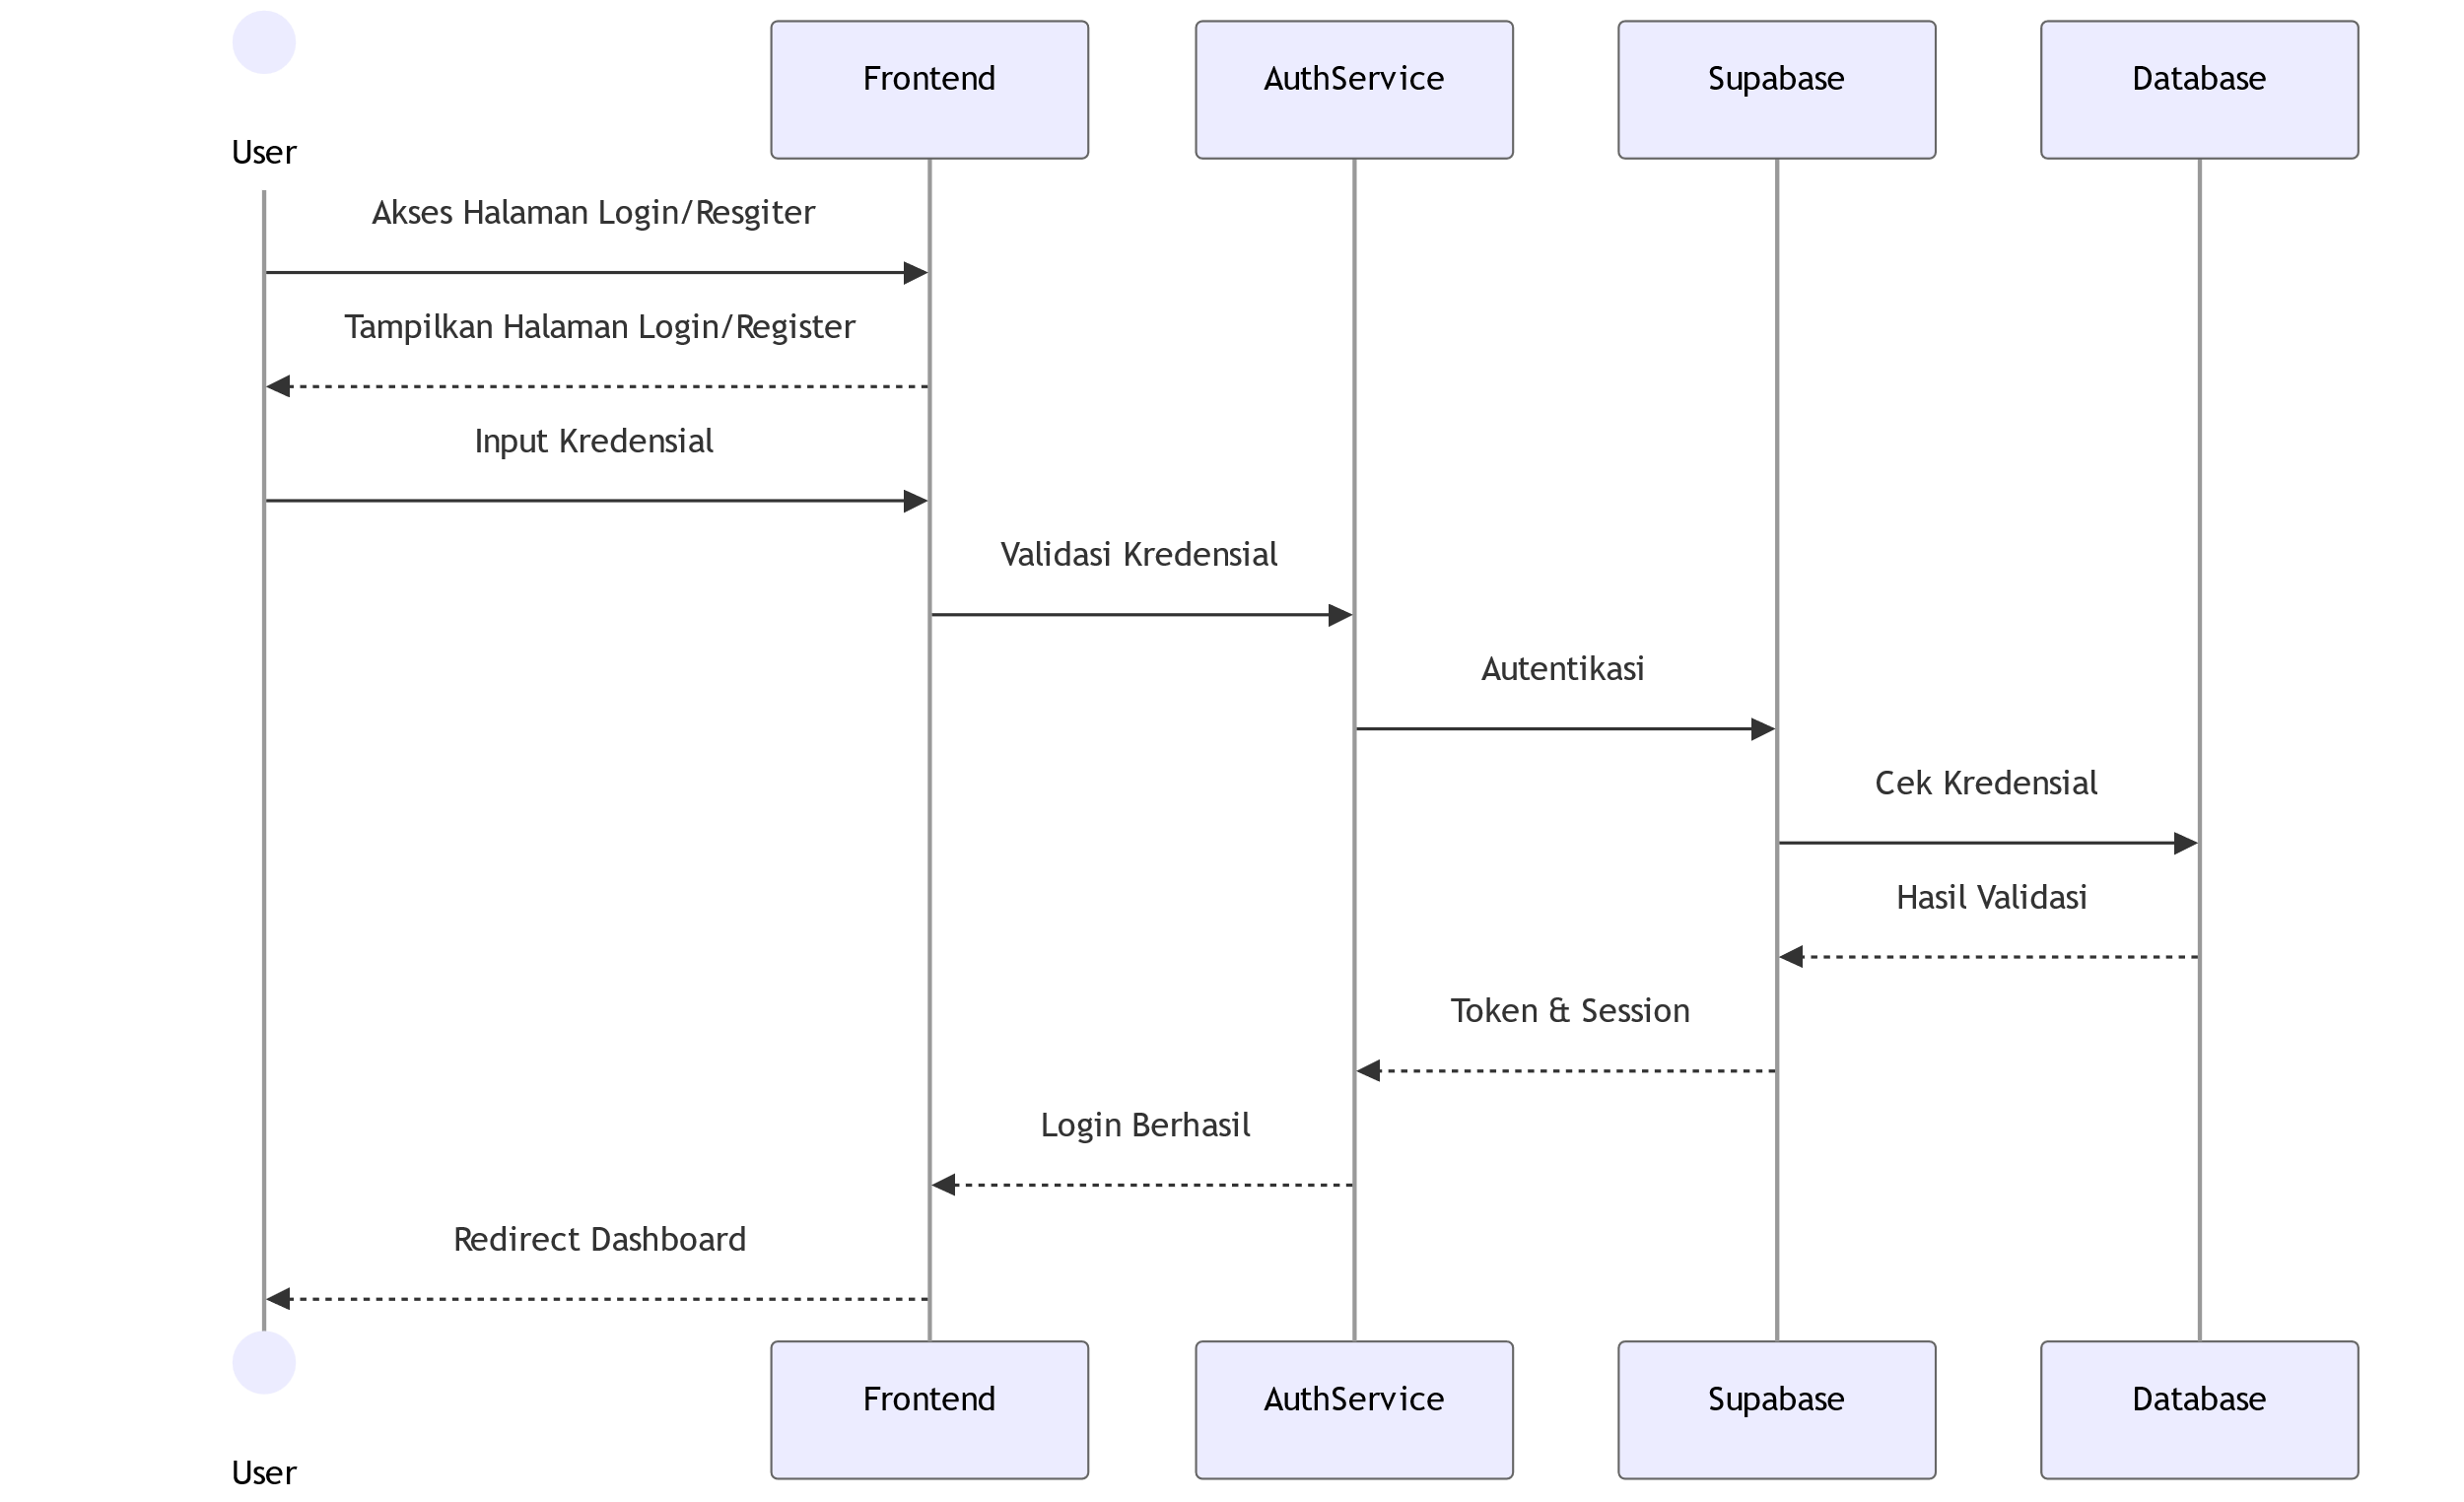 Frontend
AuthService
Supabase
Database
User
Akses Halaman Login/Resgiter
Tampilkan Halaman Login/Register
Input Kredensial
Validasi Kredensial
Autentikasi
Cek Kredensial
Hasil Validasi
Token & Session
Login Berhasil
Redirect Dashboard
Frontend
AuthService
Supabase
Database
User